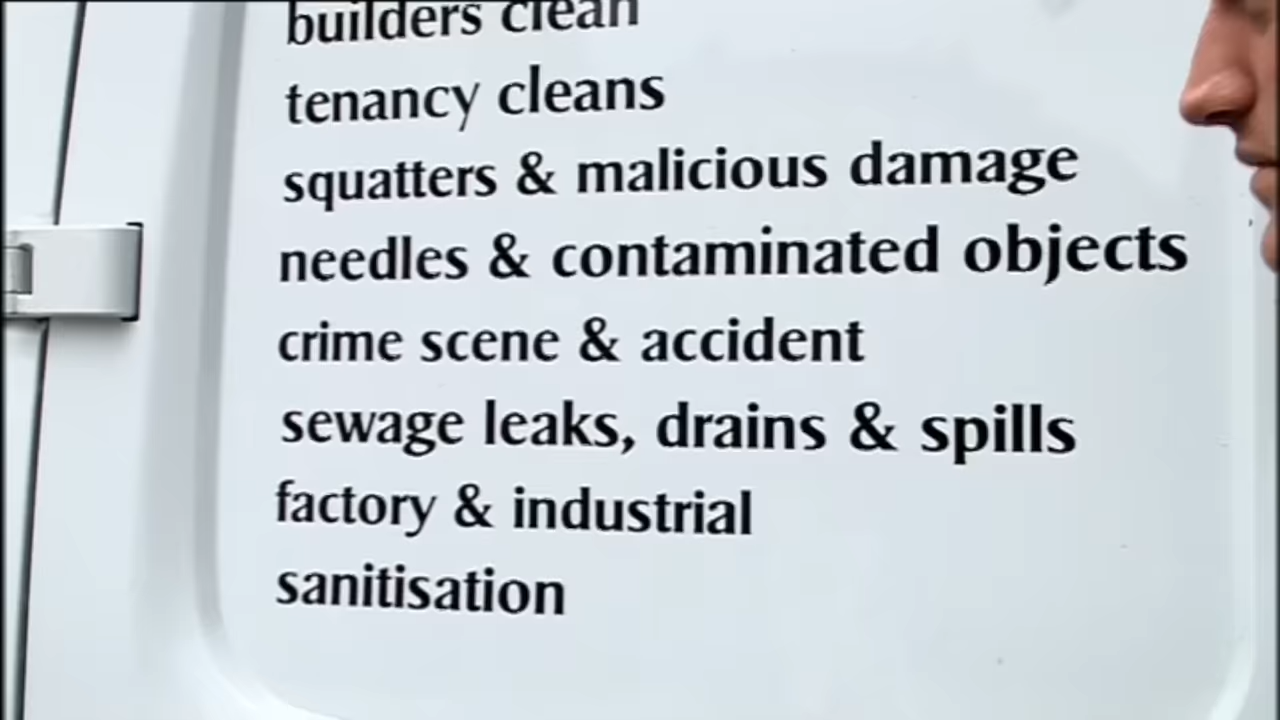 builders clean
tenancy cleans
squatters & malicious damage
needles & contaminated objects
crime scene & accident
sewage leaks, drains & spills
factory & industrial
sanitisation